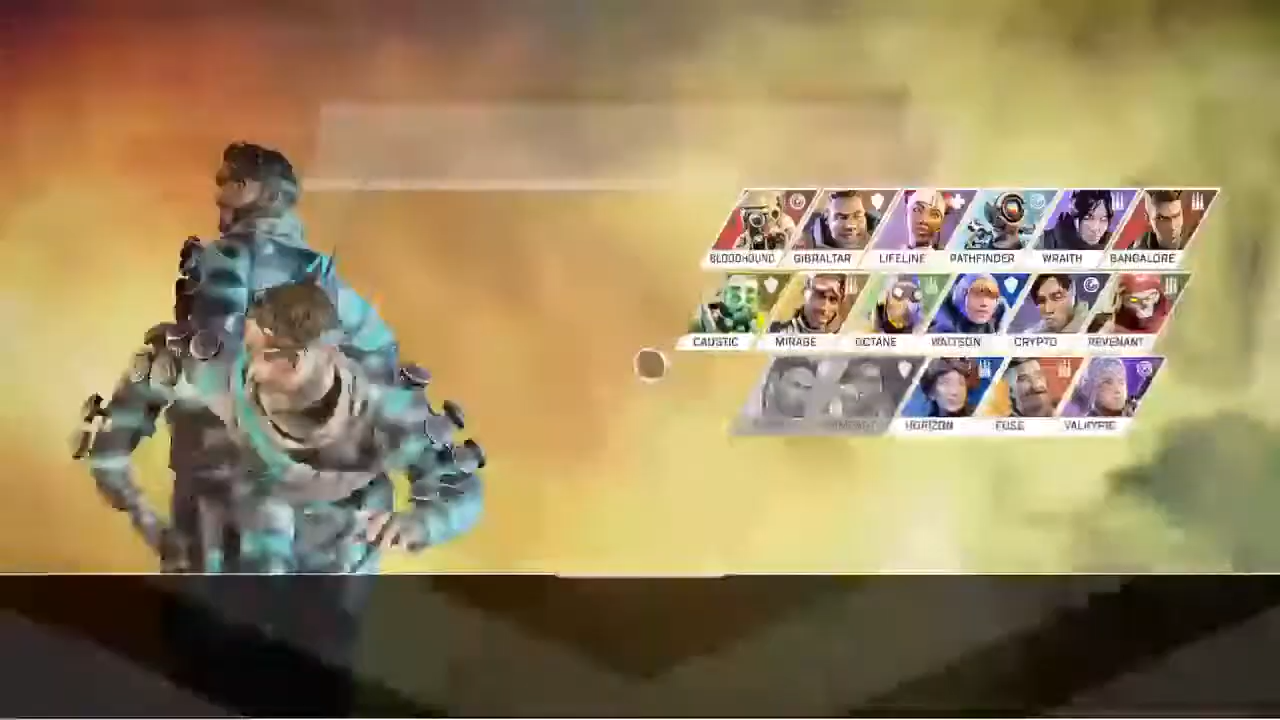 BLOODHOUND GIBRALTAR LIFELINE PATHFINDER WRAITH BANGALORE
CAUSTIC MIRAGE OCTANE WATTSON CRYPTO REVENANT
HORIZON FUSE VALKYRIE